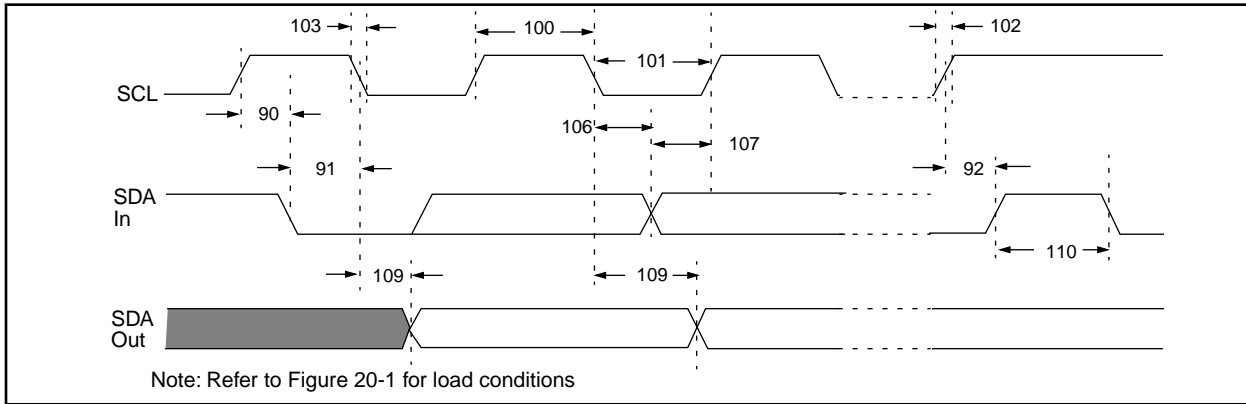 103
100
101
102
SCL
90
106
107
91
92
SDA
In
109
109
110
SDA
Out
Note: Refer to Figure 20-1 for load conditions